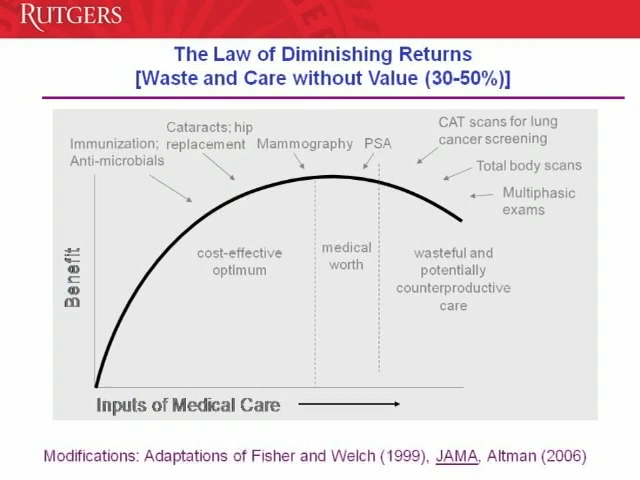 RUTGERS
The Law of Diminishing Returns
[Waste and Care without Value (30-50%)]
Immunization;
Anti-microbials
Cataracts; hip
replacement
Mammography
PSA
CAT scans for lung
cancer screening
Total body scans
Multiphasic
exams
cost-effective
optimum
medical
worth
wasteful and
potentially
counterproductive
care
Benefit
Inputs of Medical Care
Modifications: Adaptations of Fisher and Welch (1999), JAMA, Altman (2006)